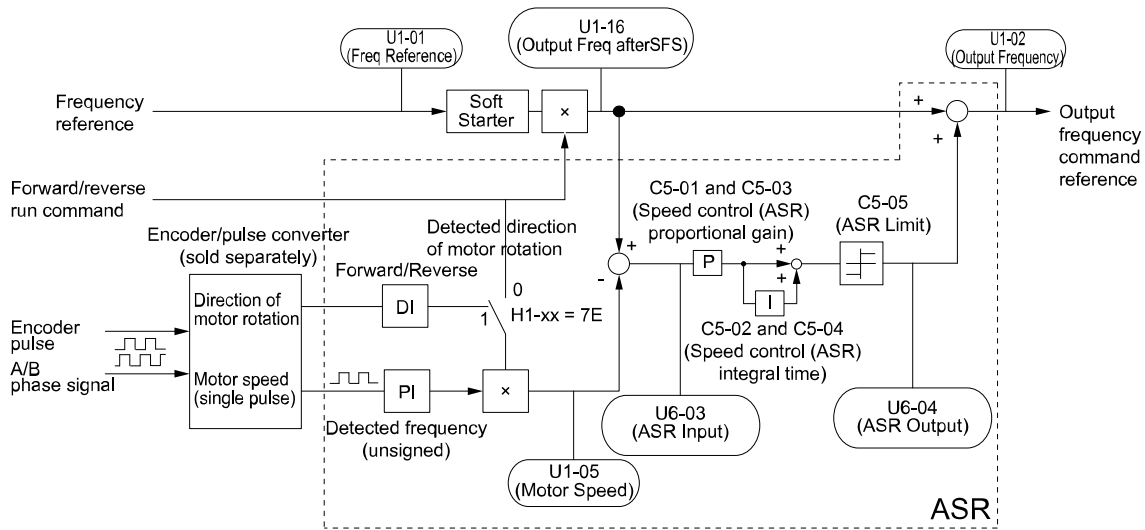 U1-01
(Freq Reference)
U1-16
(Output Freq afterSFS)
U1-02
(Output Frequency)
Frequency
reference
Soft
Starter
×
+
+
Output
frequency
command
reference
Forward/reverse
run command
Detected direction
of motor rotation
C5-01 and C5-03
(Speed control (ASR)
proportional gain)
C5-05
(ASR Limit)
Encoder/pulse converter
(sold separately)
Forward/Reverse
+
-
P
+
+
I
Direction of
motor rotation
DI
0
1
H1-xx = 7E
C5-02 and C5-04
(Speed control (ASR)
integral time)
Encoder
pulse
A/B
phase signal
Motor speed
(single pulse)
PI
×
Detected frequency
(unsigned)
U6-03
(ASR Input)
U6-04
(ASR Output)
U1-05
(Motor Speed)
ASR